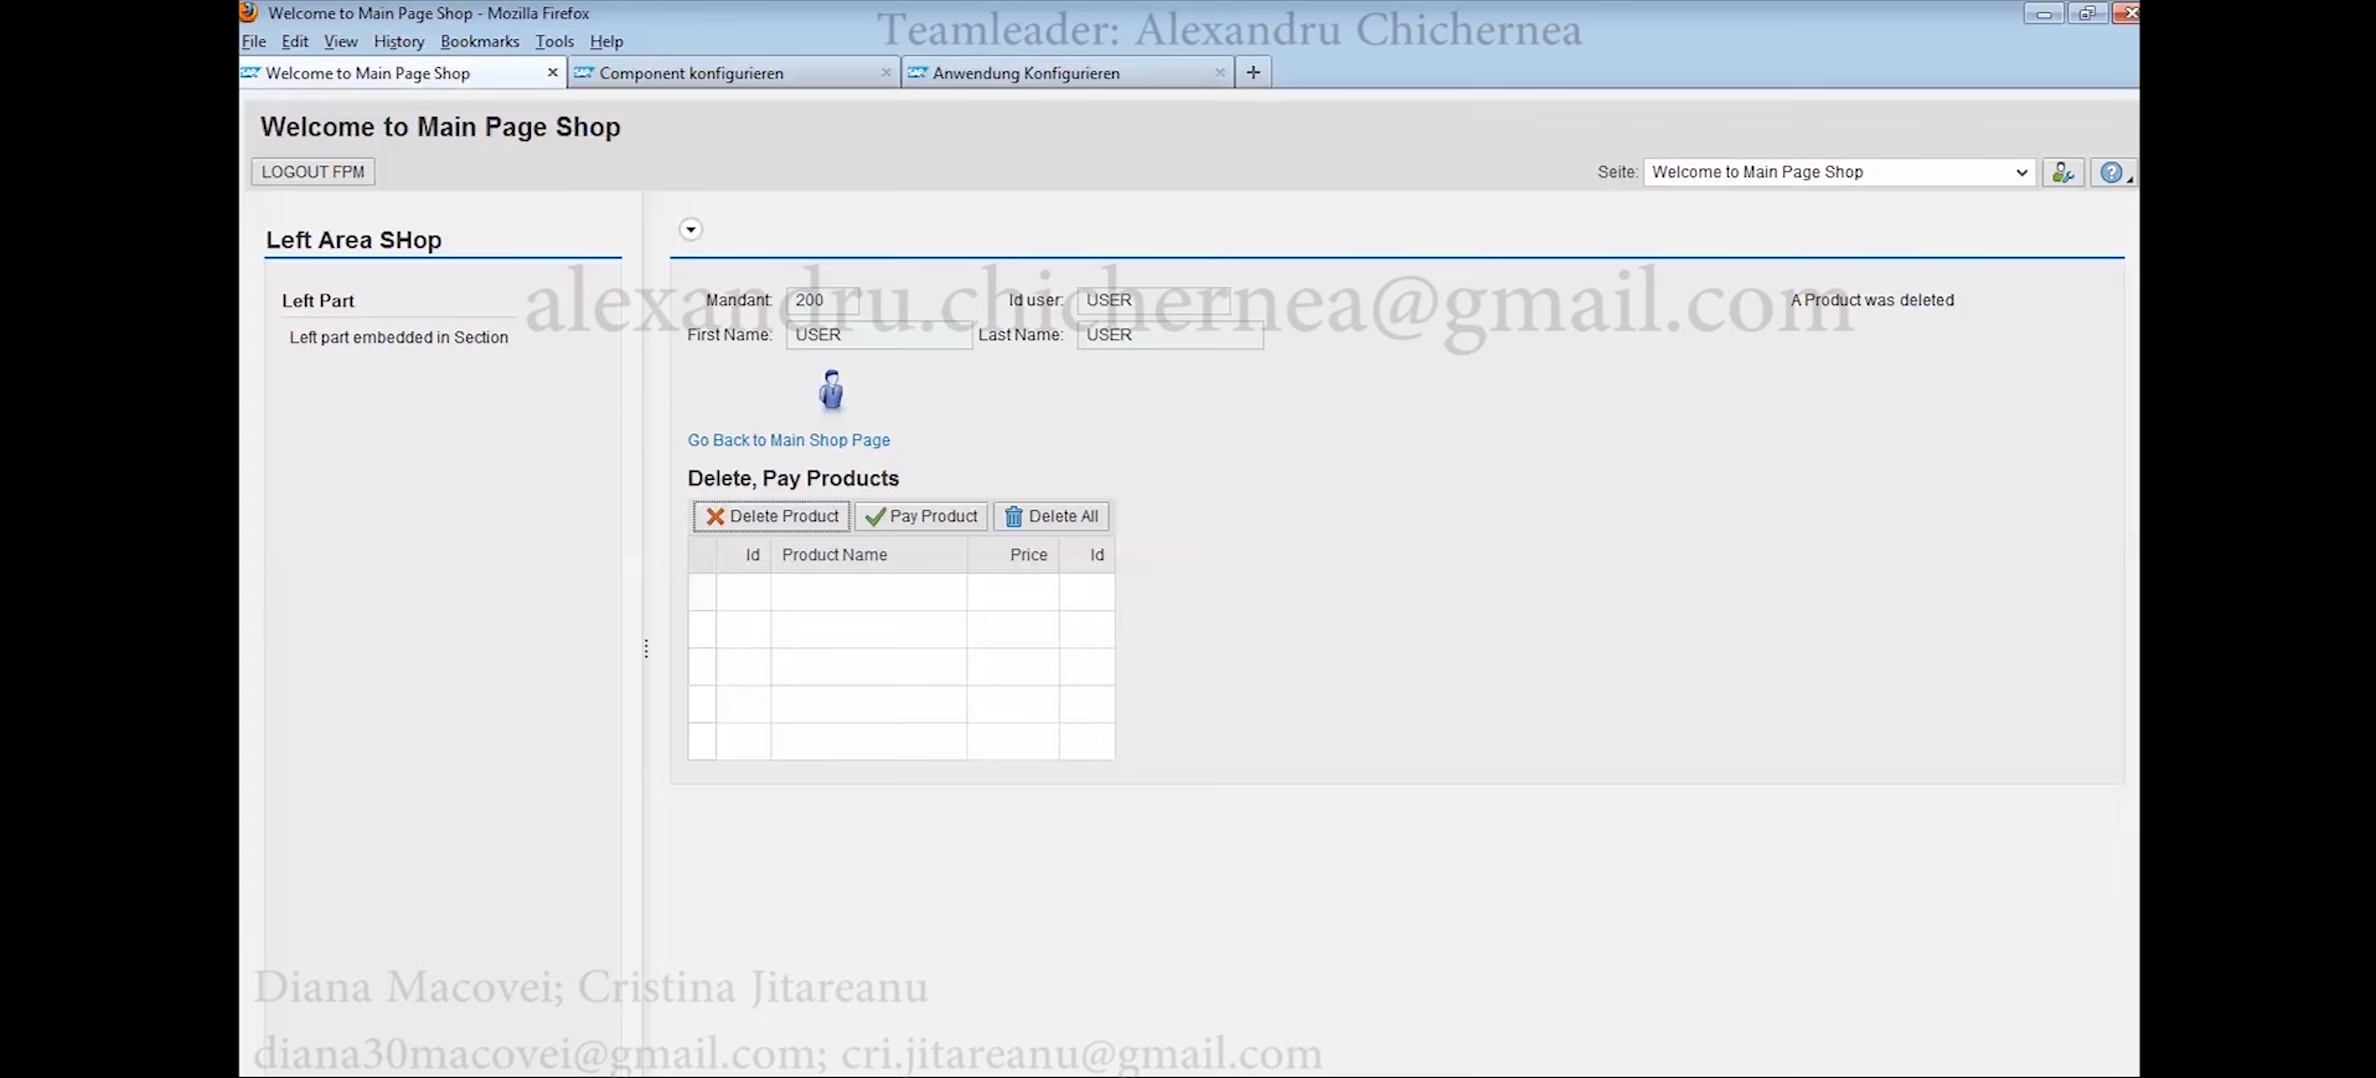 Welcome to Main Page Shop - Mozilla Firefox
Teamleader: Alexandru Chichernea
File Edit View History Bookmarks Tools Help
Welcome to Main Page Shop Component konfigurieren Anwendung Konfigurieren
Welcome to Main Page Shop
LOGOUT FPM
Seite: Welcome to Main Page Shop
Left Area SHop
Left Part
Left part embedded in Section
alexandru.chichernea@gmail.com
Mandant: 200 Id user: USER
A Product was deleted
First Name: USER Last Name: USER
Go Back to Main Shop Page
Delete, Pay Products
Delete Product Pay Product Delete All
Id Product Name Price Id
Diana Macovei; Cristina Jitareanu
diana30macovei@gmail.com; cri.jitareanu@gmail.com